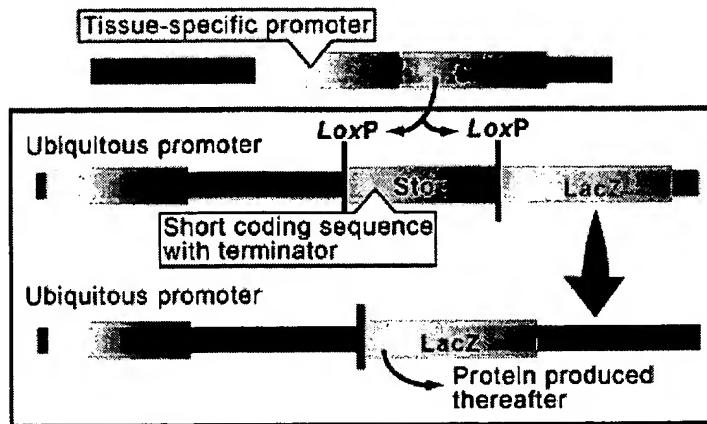 Tissue-specific promoter
LoxP LoxP
Ubiquitous promoter
Sto LacZ
Short coding sequence
with terminator
Ubiquitous promoter
LacZ
Protein produced
thereafter